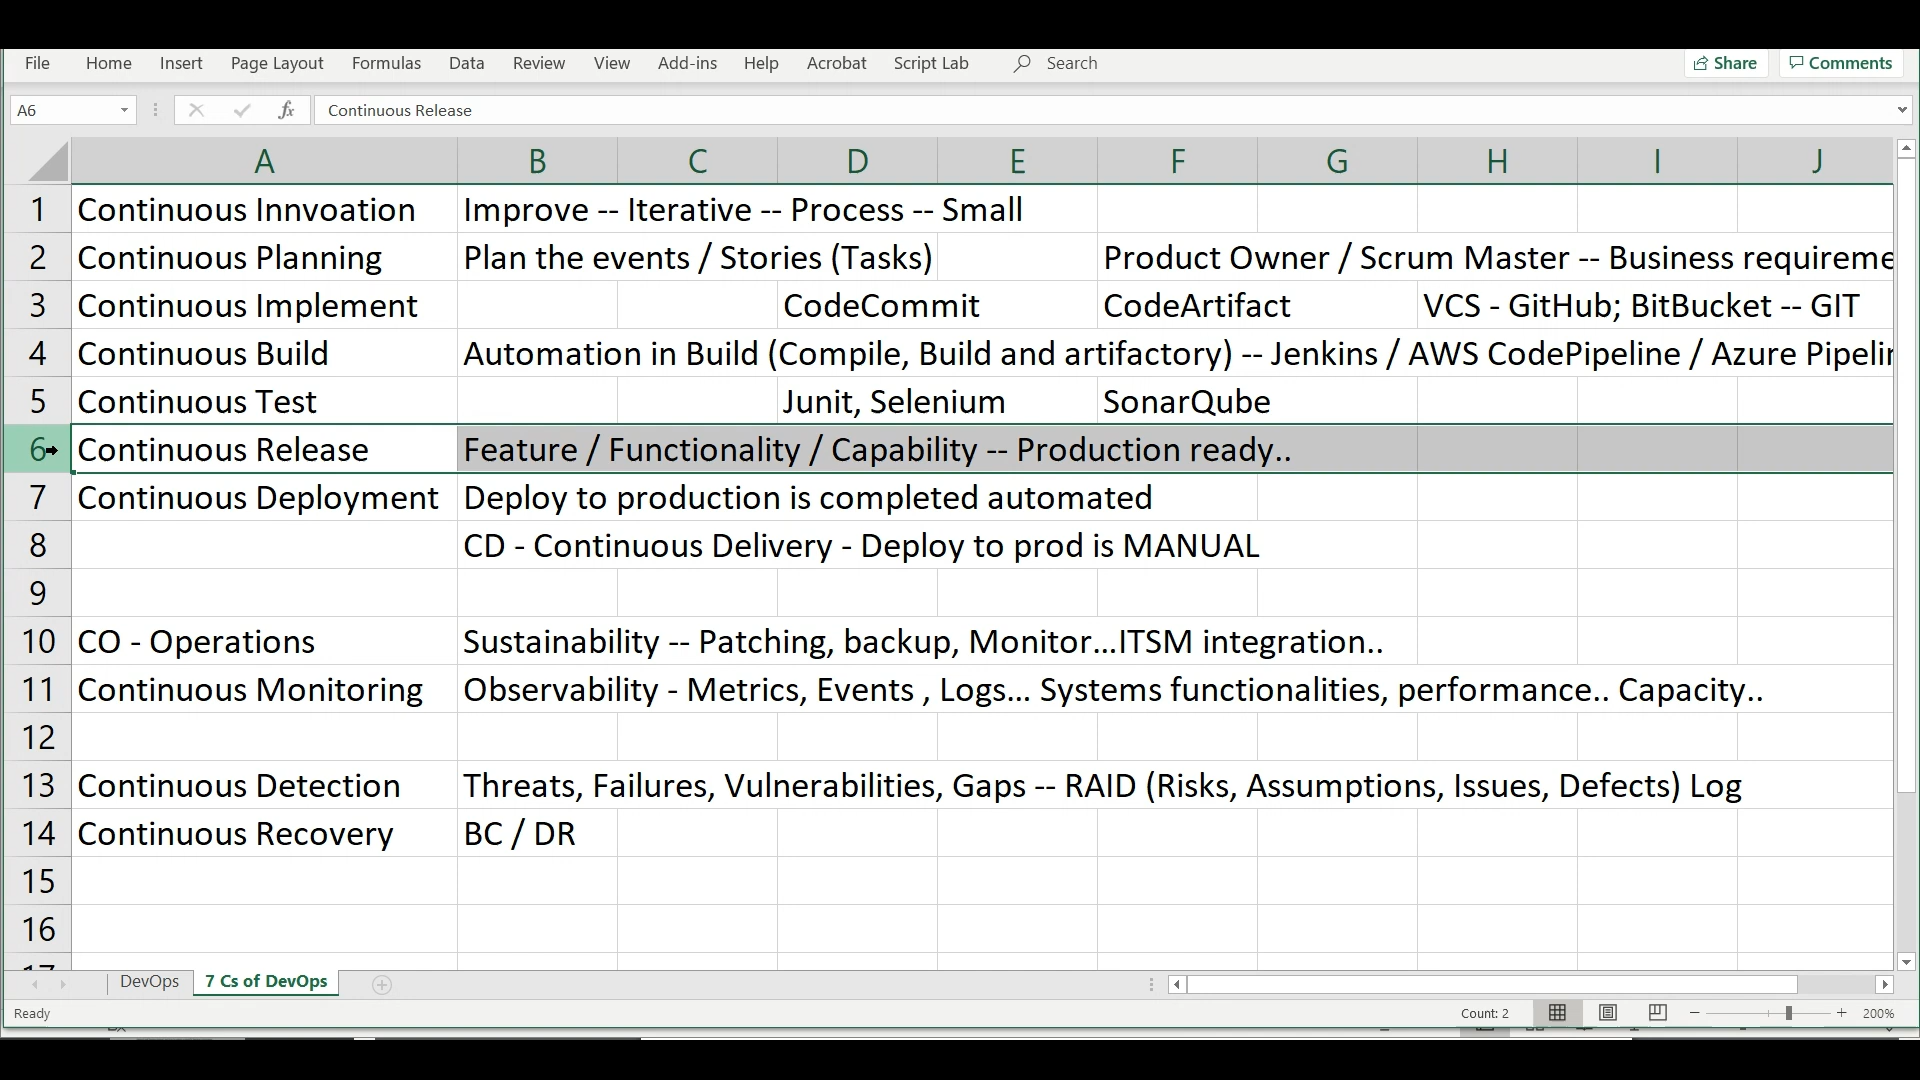 File Home Insert Page Layout Formulas Data Review View Add-ins Help Acrobat Script Lab Search Share Comments
A6 fx Continuous Release
A B C D E F G H I J
1 Continuous Innvoation Improve -- Iterative -- Process -- Small
2 Continuous Planning Plan the events / Stories (Tasks) Product Owner / Scrum Master -- Business requireme
3 Continuous Implement CodeCommit CodeArtifact VCS - GitHub; BitBucket -- GIT
4 Continuous Build Automation in Build (Compile, Build and artifactory) -- Jenkins / AWS CodePipeline / Azure Pipelin
5 Continuous Test Junit, Selenium SonarQube
6 Continuous Release Feature / Functionality / Capability -- Production ready..
7 Continuous Deployment Deploy to production is completed automated
8 CD - Continuous Delivery - Deploy to prod is MANUAL
9
10 CO - Operations Sustainability -- Patching, backup, Monitor...ITSM integration..
11 Continuous Monitoring Observability - Metrics, Events , Logs... Systems functionalities, performance.. Capacity..
12
13 Continuous Detection Threats, Failures, Vulnerabilities, Gaps -- RAID (Risks, Assumptions, Issues, Defects) Log
14 Continuous Recovery BC / DR
15
16
17
DevOps 7 Cs of DevOps
Ready Count: 2 200%